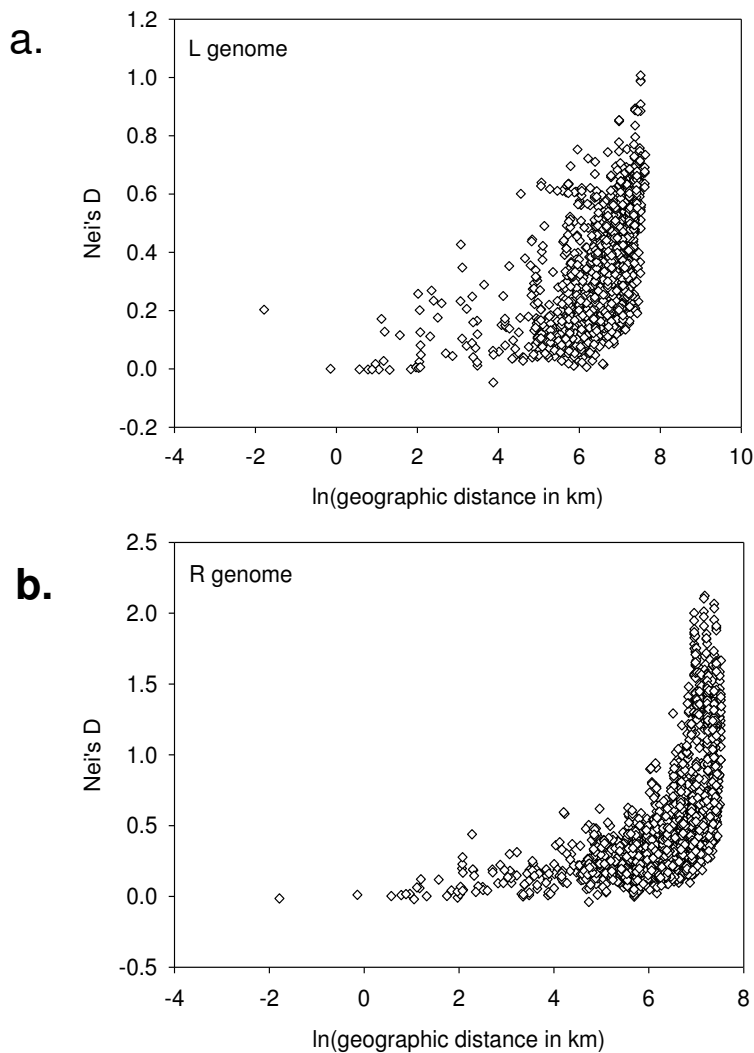 a.
L genome
1.2
1.0
0.8
0.6
0.4
0.2
0.0
-0.2
Nei's D
-4 -2 0 2 4 6 8 10
ln(geographic distance in km)
b.
R genome
2.5
2.0
1.5
1.0
0.5
0.0
-0.5
Nei's D
-4 -2 0 2 4 6 8
ln(geographic distance in km)